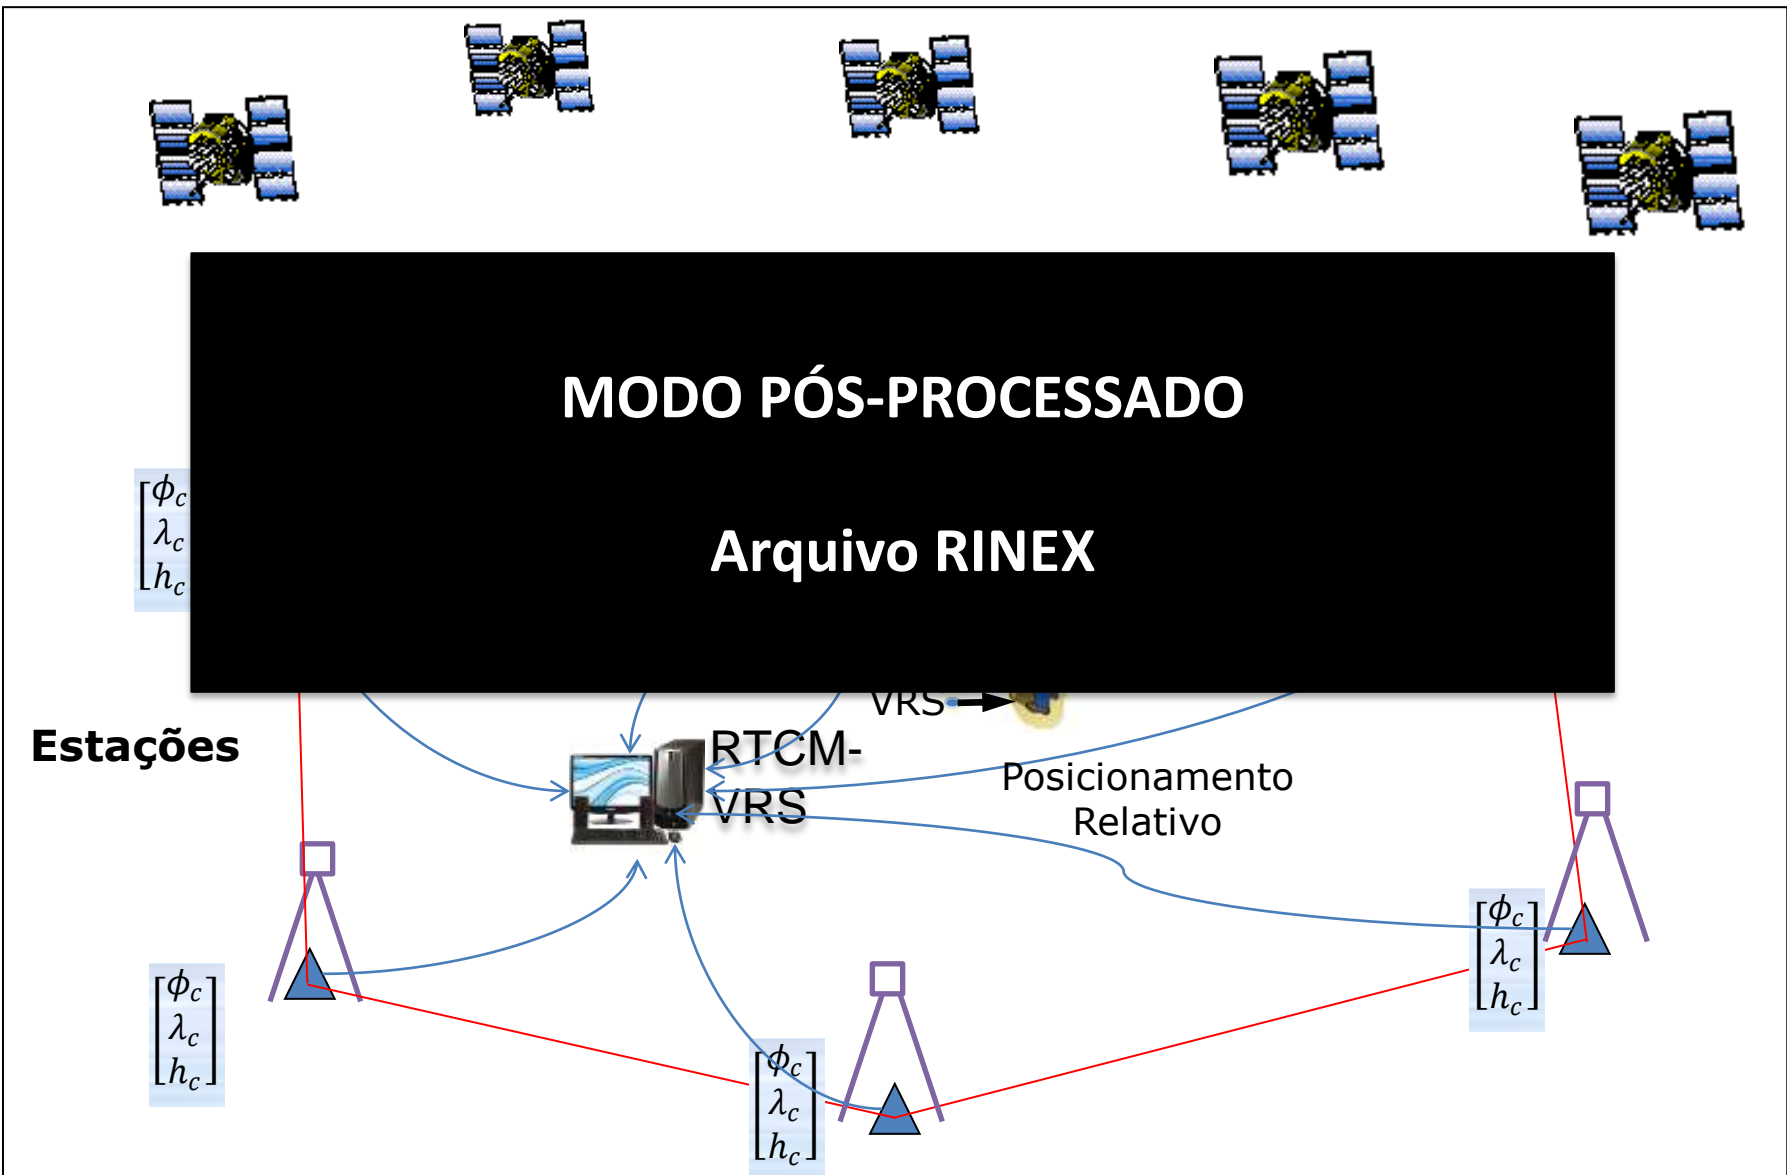 MODO PÓS-PROCESSADO
ϕc
λc
hc
Arquivo RINEX
VRS
Estações
RTCM-
VRS
Posicionamento
Relativo
ϕc
λc
hc
ϕc
λc
hc
ϕc
λc
hc